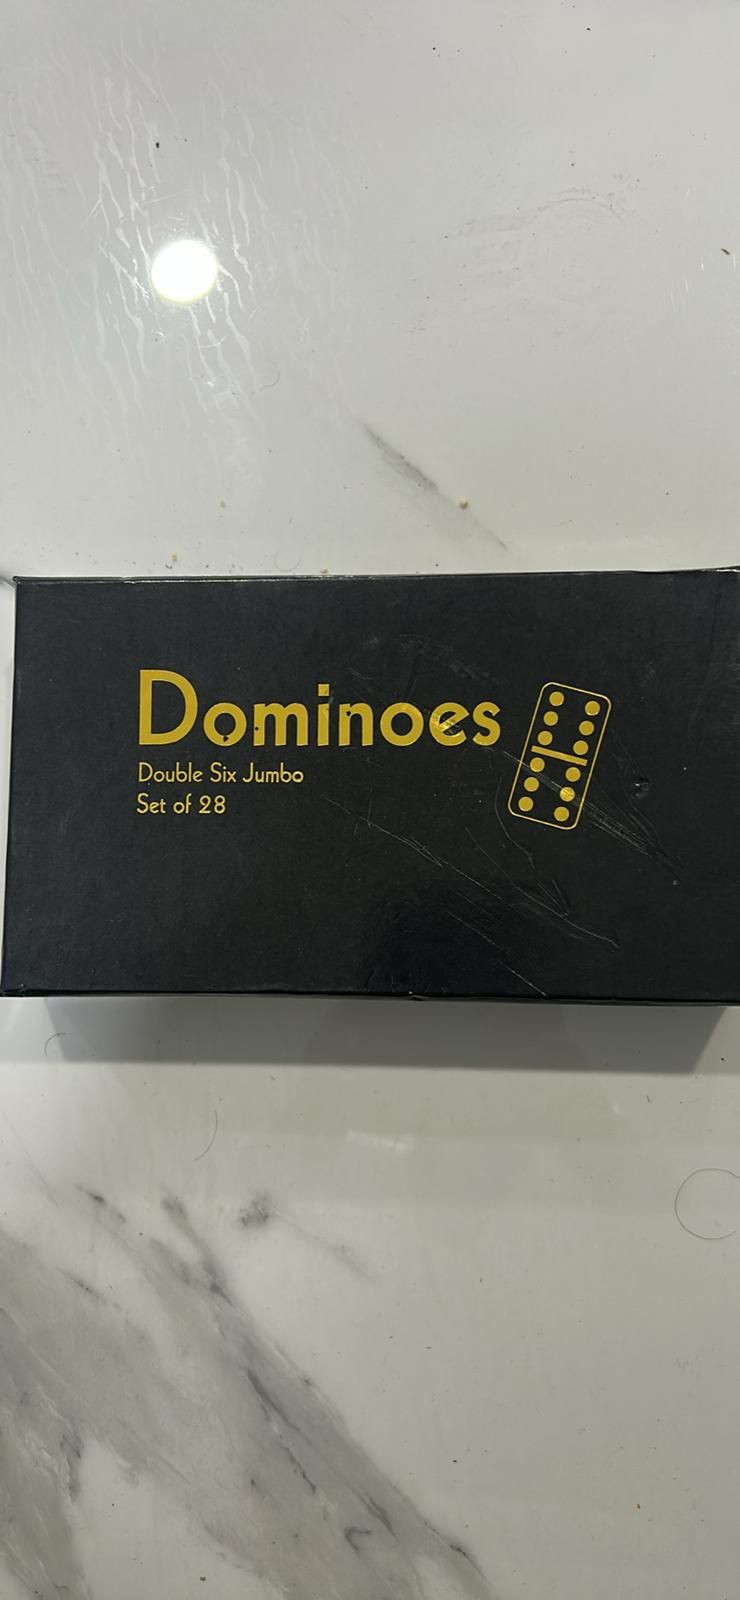 Dominoes
Double Six Jumbo
Set of 28